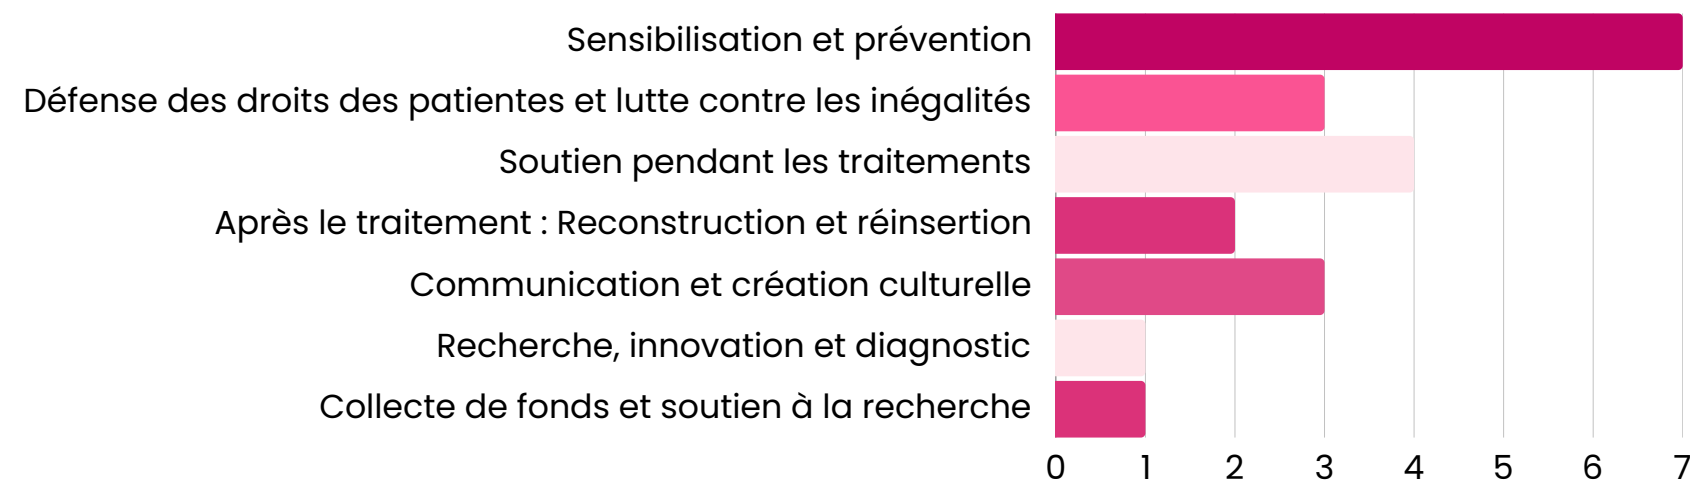 Sensibilisation et prévention
Défense des droits des patientes et lutte contre les inégalités
Soutien pendant les traitements
Après le traitement : Reconstruction et réinsertion
Communication et création culturelle
Recherche, innovation et diagnostic
Collecte de fonds et soutien à la recherche
0 1 2 3 4 5 6 7